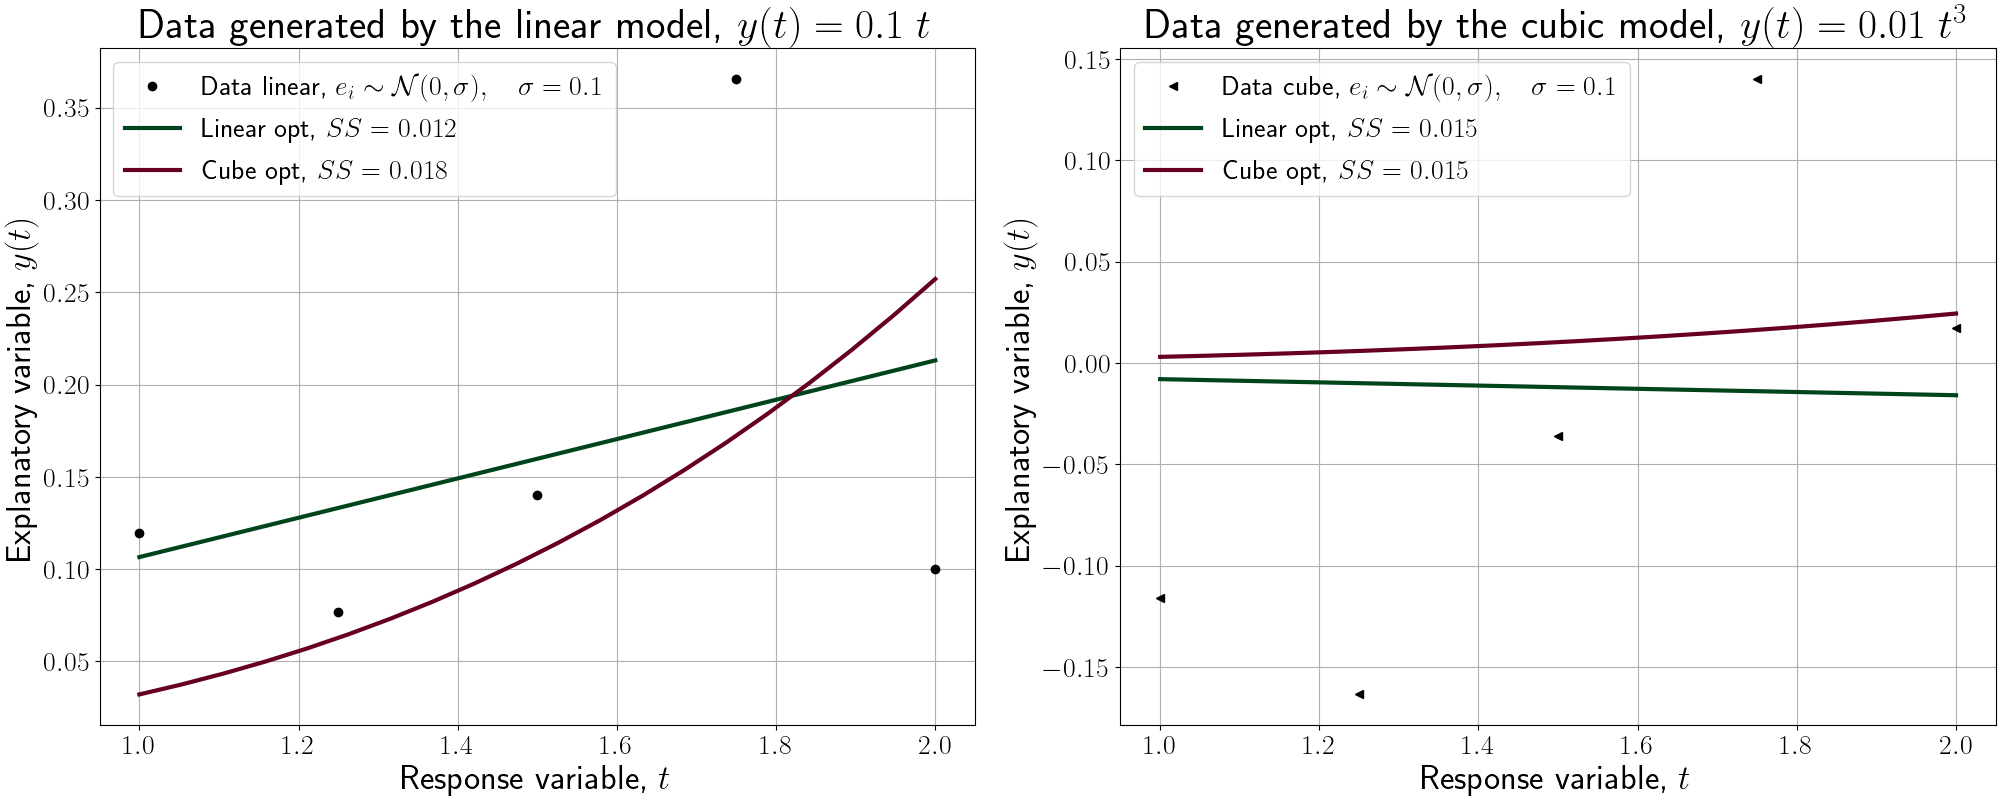 Data generated by the linear model, y(t) = 0.1 t
Data linear, e_i ∼ 𝒩(0, σ), σ = 0.1
Linear opt, SS = 0.012
Cube opt, SS = 0.018
Explanatory variable, y(t)
0.35
0.30
0.25
0.20
0.15
0.10
0.05
1.0 1.2 1.4 1.6 1.8 2.0
Response variable, t
Data generated by the cubic model, y(t) = 0.01 t³
Data cube, e_i ∼ 𝒩(0, σ), σ = 0.1
Linear opt, SS = 0.015
Cube opt, SS = 0.015
Explanatory variable, y(t)
0.15
0.10
0.05
0.00
−0.05
−0.10
−0.15
1.0 1.2 1.4 1.6 1.8 2.0
Response variable, t